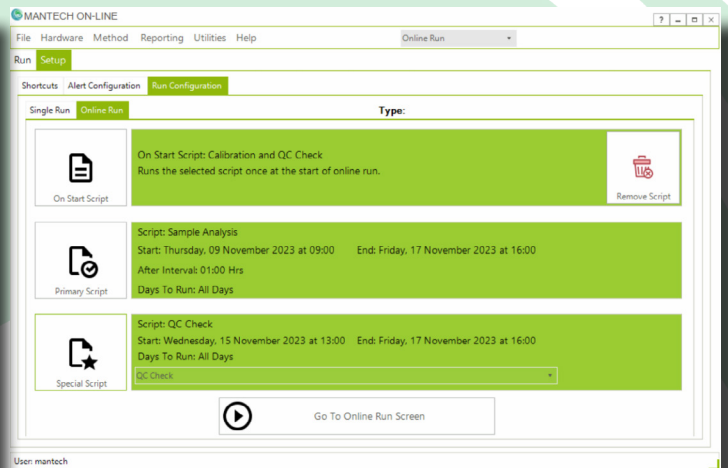 MANTECH ON-LINE
? – □ ×
File Hardware Method Reporting Utilities Help Online Run
Run Setup
Shortcuts Alert Configuration Run Configuration
Single Run Online Run Type:
On Start Script
On Start Script: Calibration and QC Check
Runs the selected script once at the start of online run.
Remove Script
Primary Script
Script: Sample Analysis
Start: Thursday, 09 November 2023 at 09:00 End: Friday, 17 November 2023 at 16:00
After Interval: 01:00 Hrs
Days To Run: All Days
Special Script
Script: QC Check
Start: Wednesday, 15 November 2023 at 13:00 End: Friday, 17 November 2023 at 16:00
Days To Run: All Days
QC Check
Go To Online Run Screen
User: mantech